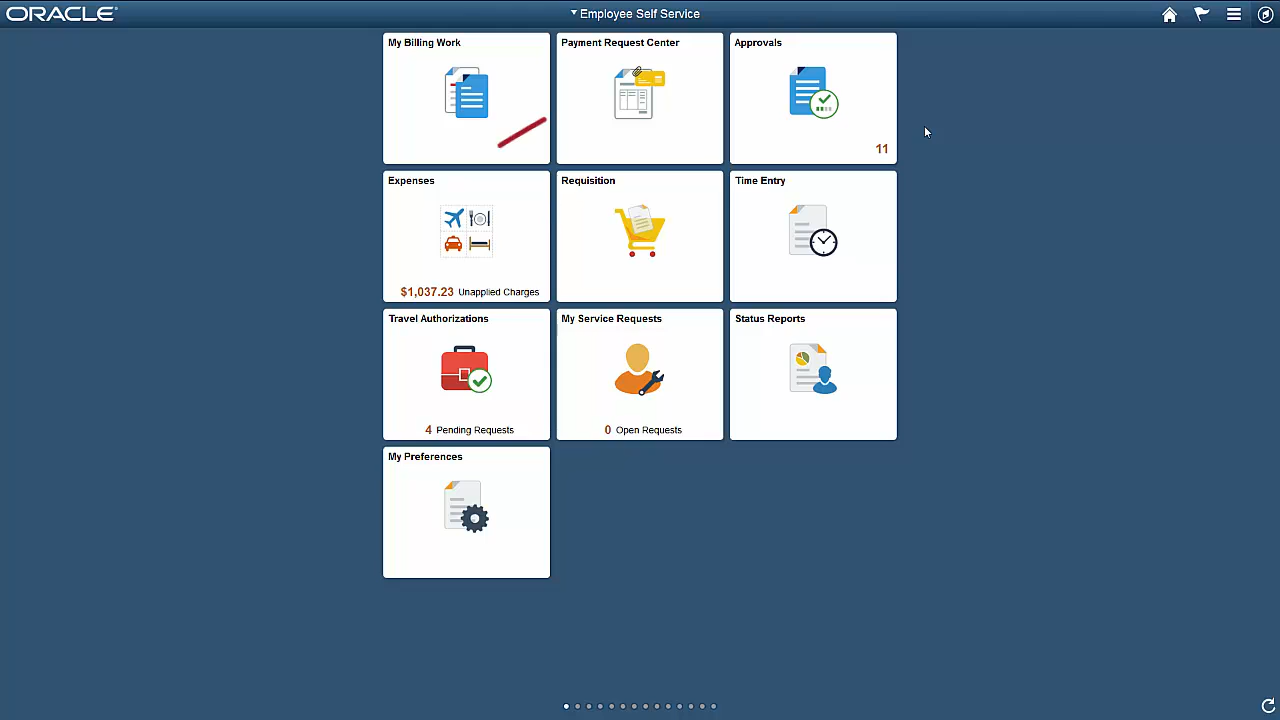 ORACLE
Employee Self Service
My Billing Work
Payment Request Center
Approvals
11
Expenses
$1,037.23 Unapplied Charges
Requisition
Time Entry
Travel Authorizations
4 Pending Requests
My Service Requests
0 Open Requests
Status Reports
My Preferences